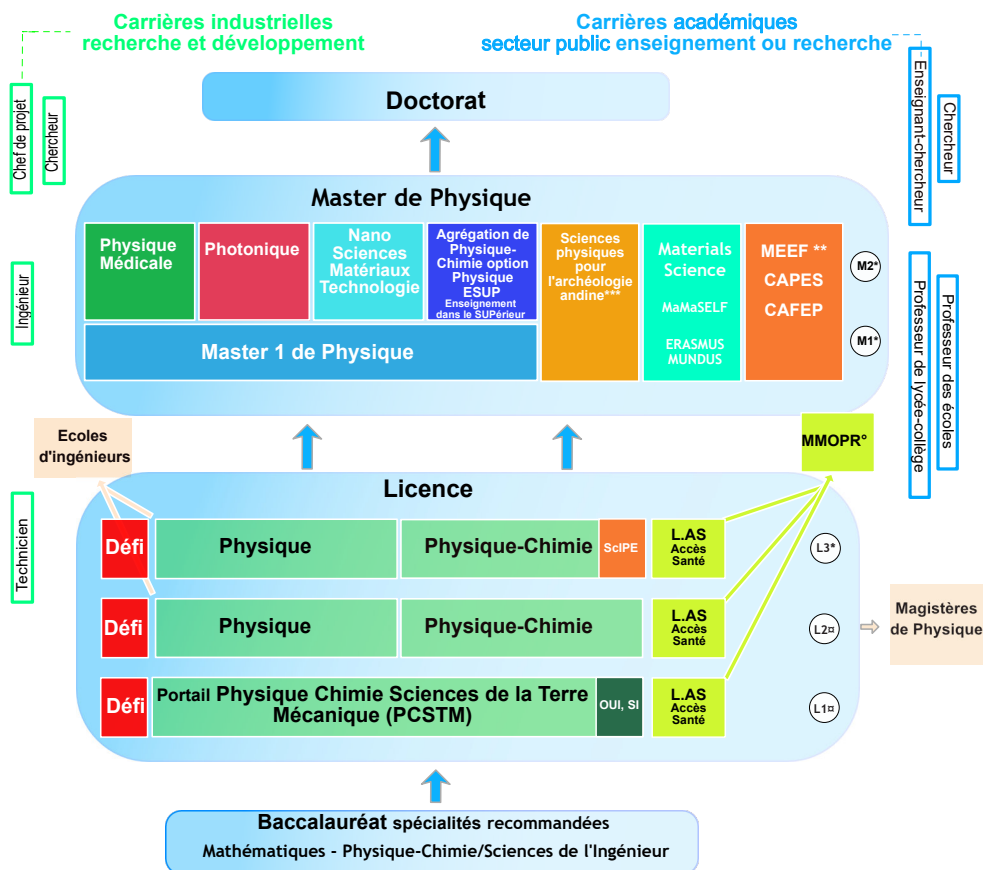 Carrières industrielles
recherche et développement
Carrières académiques
secteur public enseignement ou recherche
Chef de projet
Chercheur
Doctorat
Enseignant-chercheur
Chercheur
Master de Physique
Physique
Médicale
Photonique
Nano
Sciences
Matériaux
Technologie
Agrégation de
Physique-
Chimie option
Physique
ESUP
Enseignement
dans le SUPérieur
Sciences
physiques
pour
l'archéologie
andine***
Materials
Science
MaMaSELF
ERASMUS
MUNDUS
MEEF **
CAPES
CAFEP
M2*
M1*
Master 1 de Physique
Ingénieur
Professeur de lycée-collège
Professeur des écoles
Ecoles
d'ingénieurs
MMOPR°
Licence
Technicien
Défi
Physique
Physique-Chimie
ScIPE
L.AS
Accès
Santé
L3*
Défi
Physique
Physique-Chimie
L.AS
Accès
Santé
L2¤
Magistères
de Physique
Défi
Portail Physique Chimie Sciences de la Terre
Mécanique (PCSTM)
OUI, SI
L.AS
Accès
Santé
L1¤
Baccalauréat spécialités recommandées
Mathématiques - Physique-Chimie/Sciences de l'Ingénieur